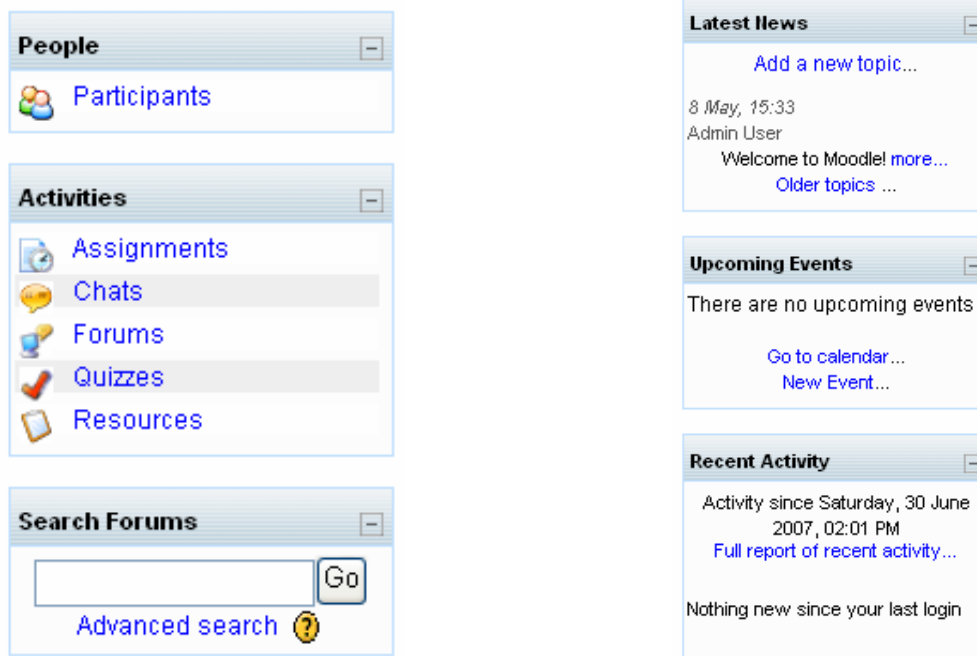 People
Participants
Activities
Assignments
Chats
Forums
Quizzes
Resources
Search Forums
Go
Advanced search ?
Latest News
Add a new topic...
8 May, 15:33
Admin User
Welcome to Moodle! more...
Older topics ...
Upcoming Events
There are no upcoming events
Go to calendar...
New Event...
Recent Activity
Activity since Saturday, 30 June
2007, 02:01 PM
Full report of recent activity...
Nothing new since your last login